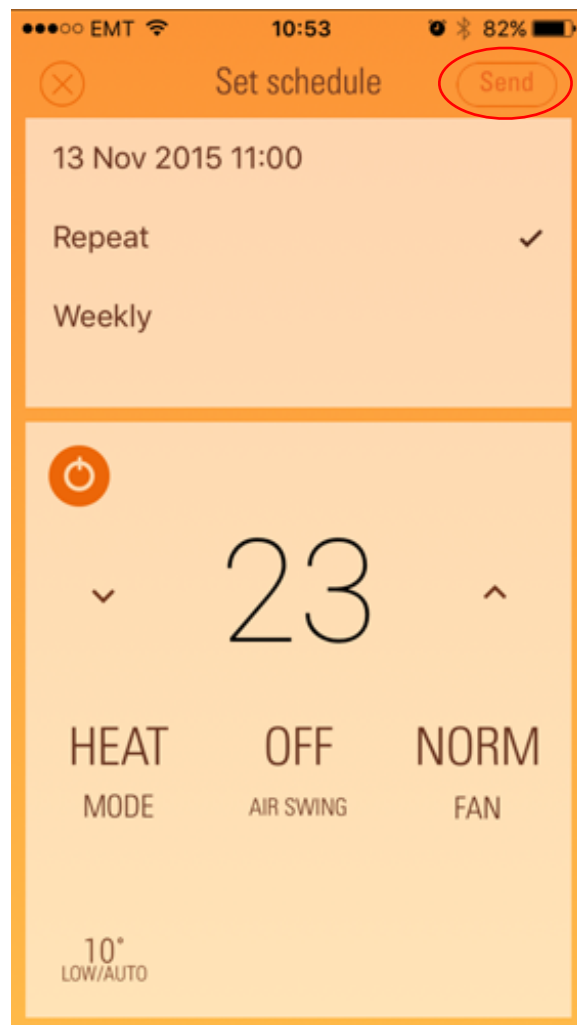 EMT 10:53 82%
Set schedule Send
13 Nov 2015 11:00
Repeat
Weekly
23
HEAT OFF NORM
MODE AIR SWING FAN
10°
LOW/AUTO